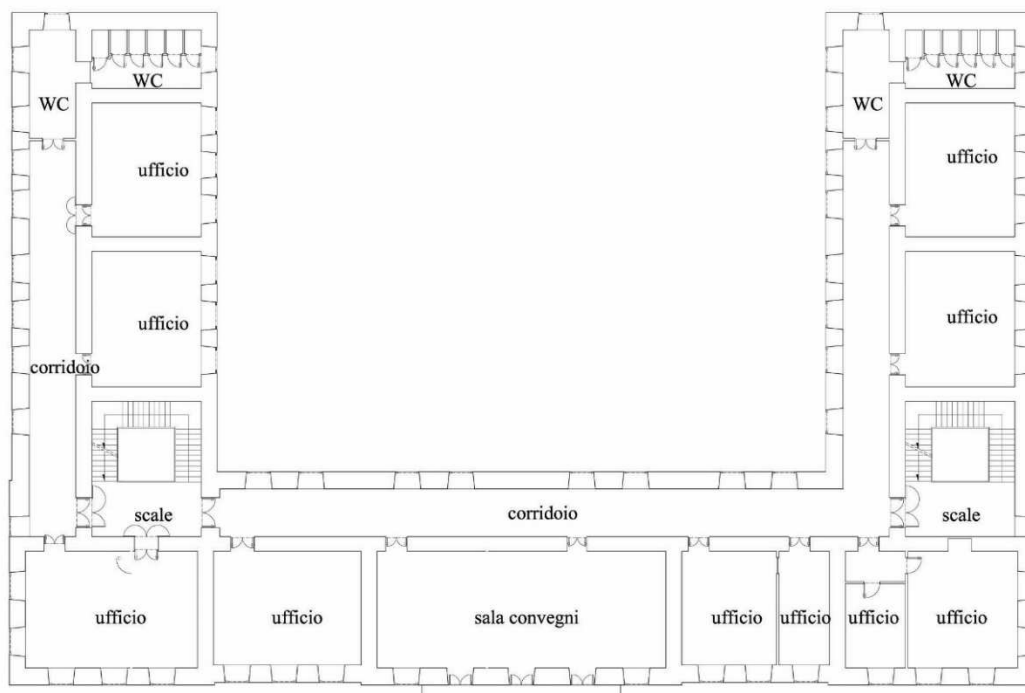 WC
WC
WC
WC
ufficio
ufficio
ufficio
ufficio
corridoio
scale
corridoio
scale
ufficio
ufficio
sala convegni
ufficio
ufficio
ufficio
ufficio